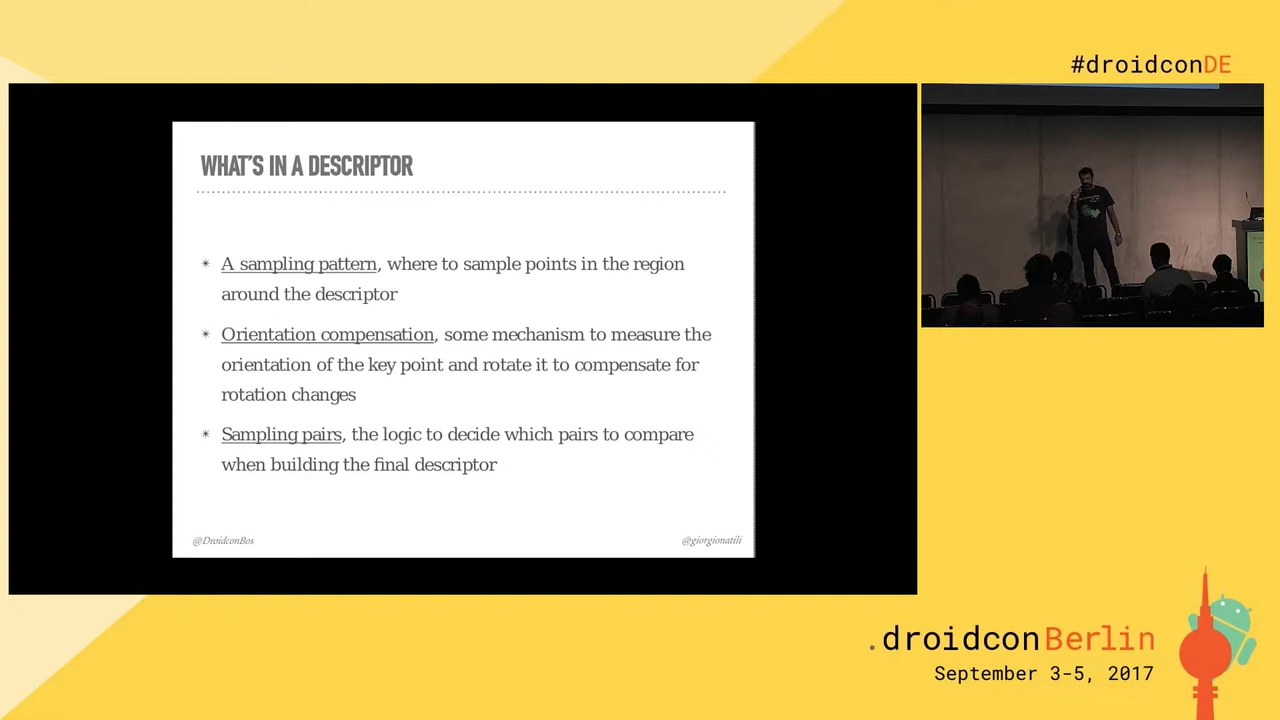 #droidconDE
WHAT'S IN A DESCRIPTOR
* A sampling pattern, where to sample points in the region
around the descriptor
* Orientation compensation, some mechanism to measure the
orientation of the key point and rotate it to compensate for
rotation changes
* Sampling pairs, the logic to decide which pairs to compare
when building the final descriptor
@DroidconBos
@giorgionatili
.droidconBerlin
September 3-5, 2017